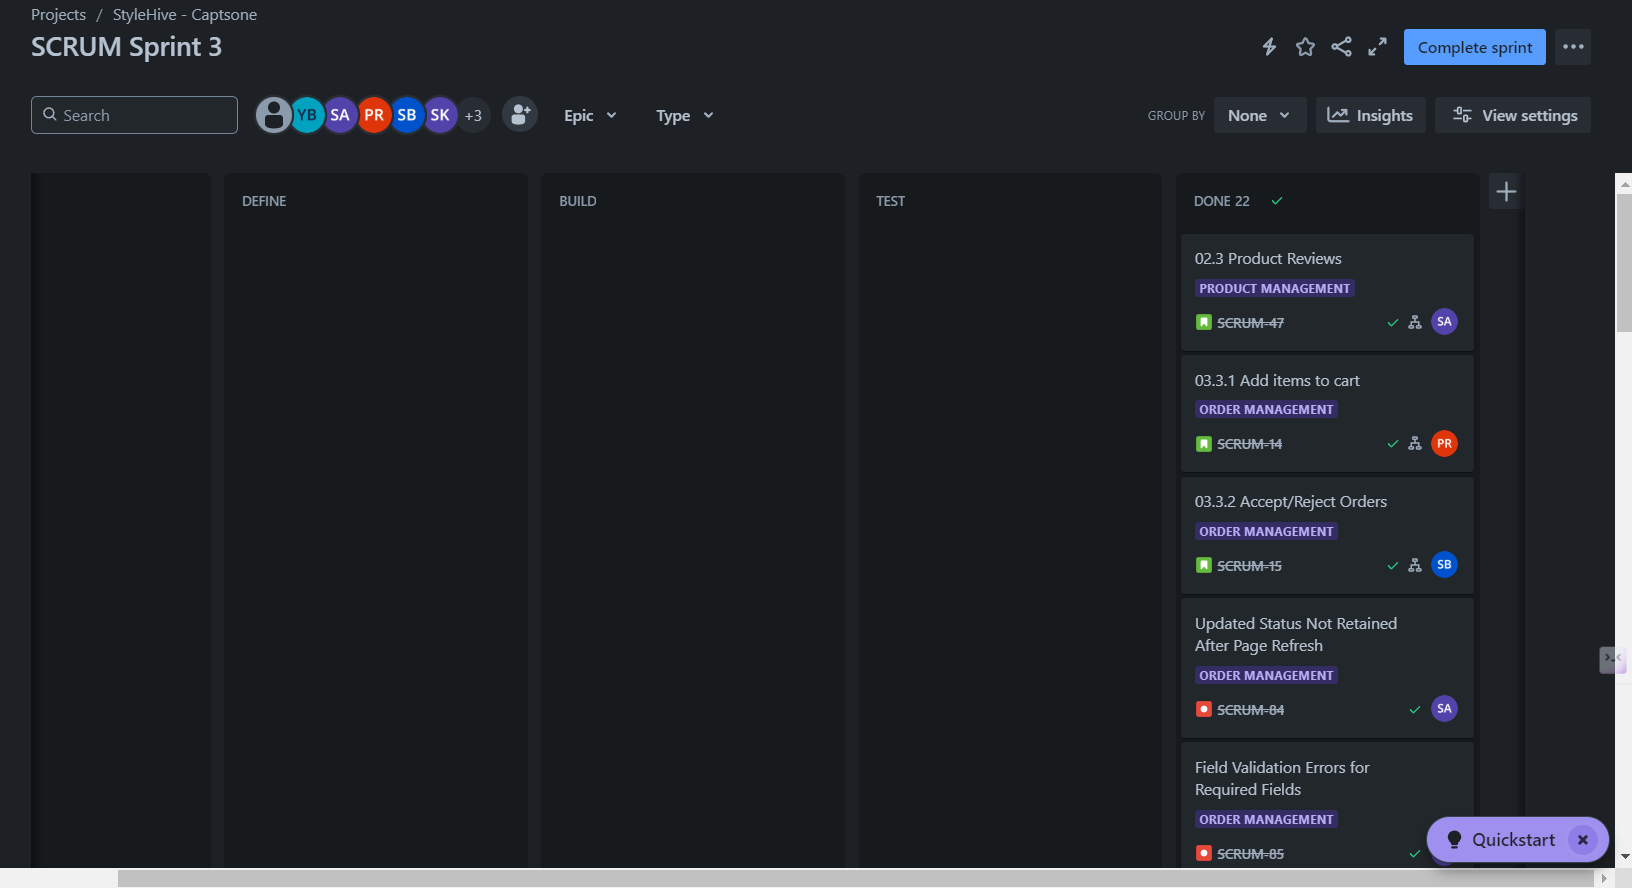 Projects / StyleHive - Captsone
SCRUM Sprint 3
Complete sprint
Search
YB SA PR SB SK +3
Epic
Type
GROUP BY
None
Insights
View settings
DEFINE
BUILD
TEST
DONE 22
02.3 Product Reviews
PRODUCT MANAGEMENT
SCRUM-47
SA
03.3.1 Add items to cart
ORDER MANAGEMENT
SCRUM-14
PR
03.3.2 Accept/Reject Orders
ORDER MANAGEMENT
SCRUM-15
SB
Updated Status Not Retained
After Page Refresh
ORDER MANAGEMENT
SCRUM-84
SA
Field Validation Errors for
Required Fields
ORDER MANAGEMENT
SCRUM-85
Quickstart